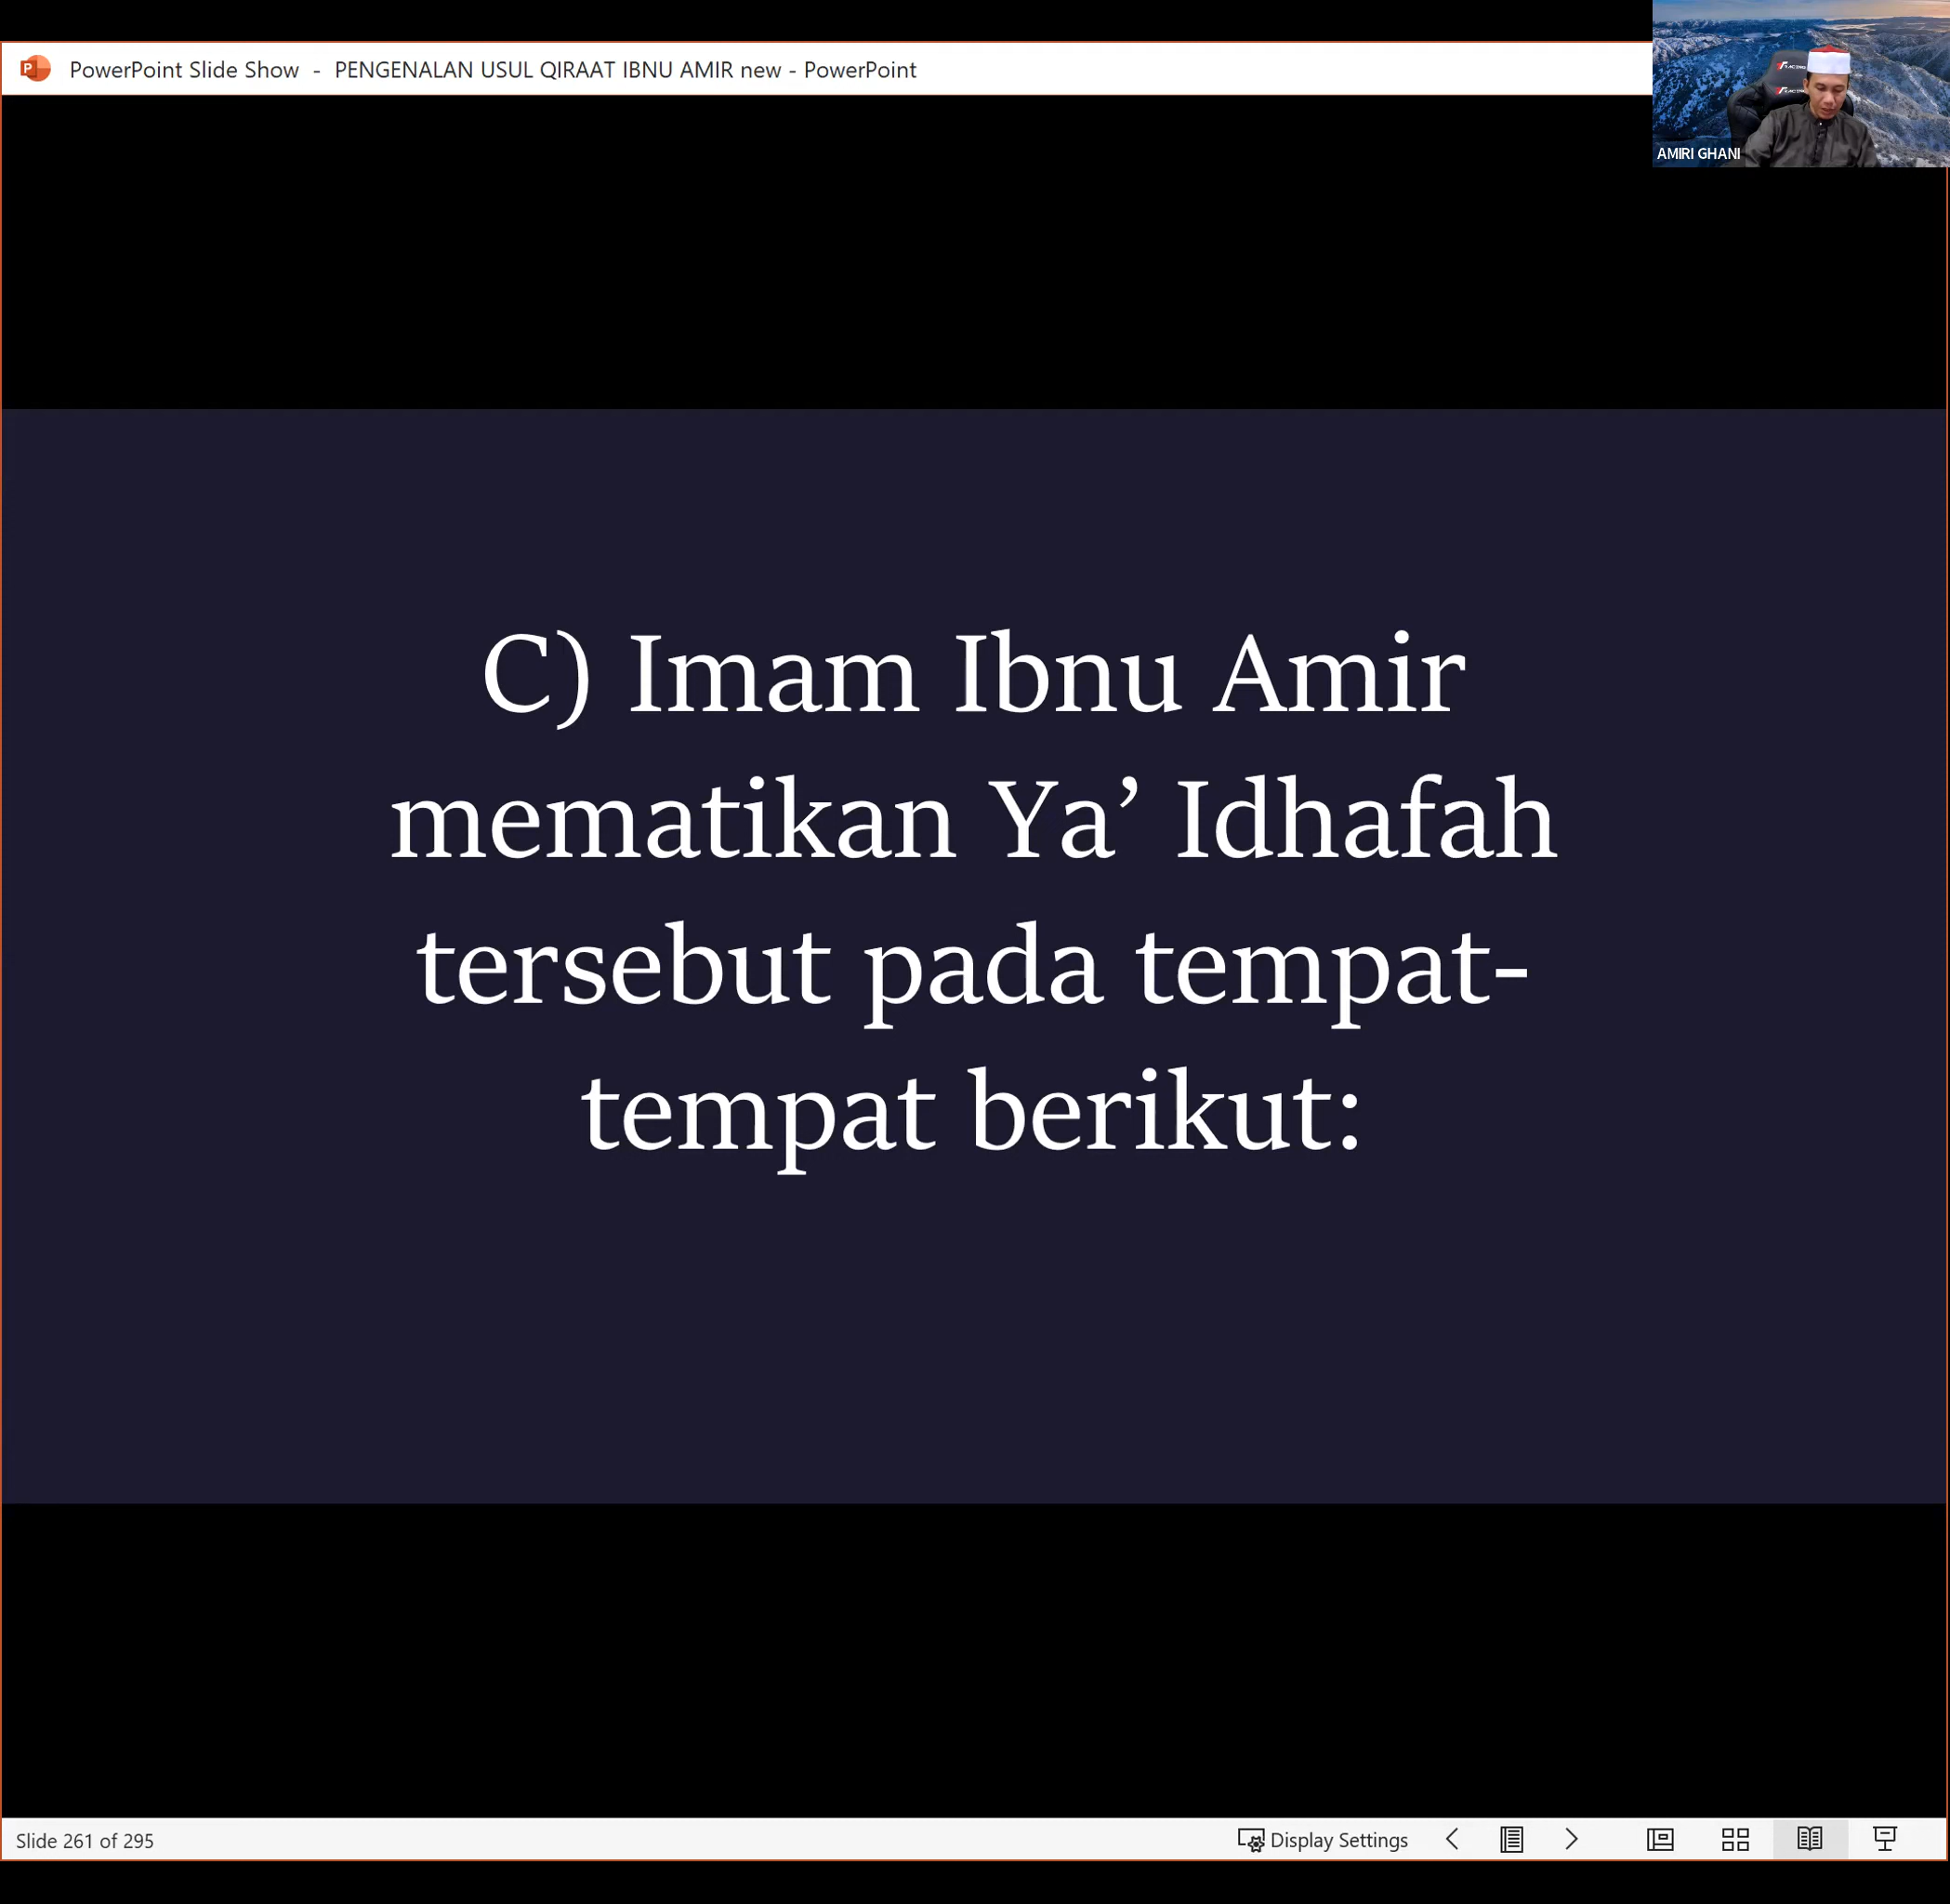 PowerPoint Slide Show - PENGENALAN USUL QIRAAT IBNU AMIR new - PowerPoint
AMIRI GHANI
C) Imam Ibnu Amir
mematikan Ya’ Idhafah
tersebut pada tempat-
tempat berikut:
Slide 261 of 295
Display Settings